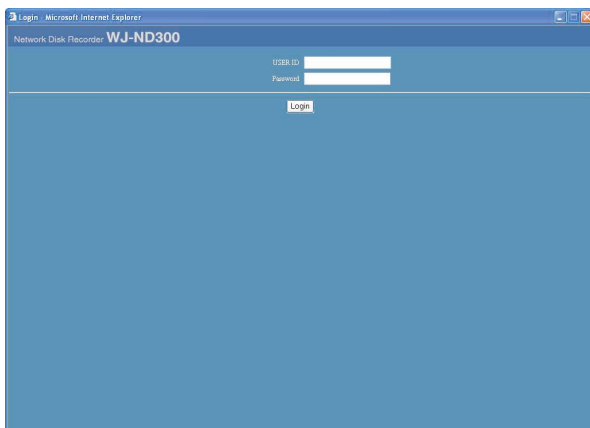 Login - Microsoft Internet Explorer
Network Disk Recorder WJ-ND300
USER ID
Password
Login